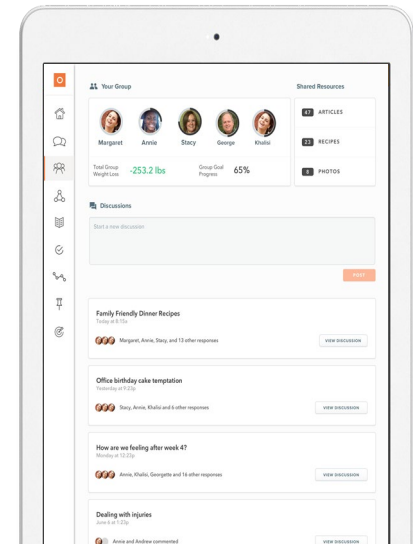 Your Group
Shared Resources
Margaret Annie Stacy George Khalisi
47 ARTICLES
23 RECIPES
8 PHOTOS
Total Group Weight Loss -253.2 lbs
Group Goal Progress 65%
Discussions
Start a new discussion
POST
Family Friendly Dinner Recipes
Today at 8:15a
Margaret, Annie, Stacy, and 13 other responses
VIEW DISCUSSION
Office birthday cake temptation
Yesterday at 9:23p
Stacy, Annie, Khalisi and 6 other responses
VIEW DISCUSSION
How are we feeling after week 4?
Monday at 12:23p
Annie, Khalisi, Georgatte and 16 other responses
VIEW DISCUSSION
Dealing with injuries
June 6 at 1:23p
Annie and Andrew commented
VIEW DISCUSSION